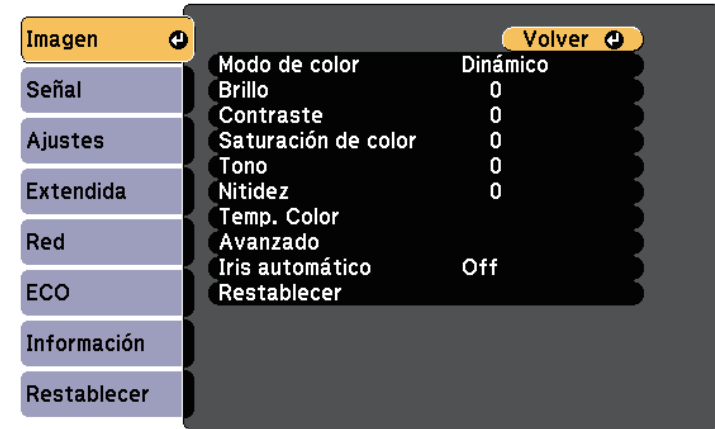 Imagen
Señal
Ajustes
Extendida
Red
ECO
Información
Restablecer
Volver
Modo de color Dinámico
Brillo 0
Contraste 0
Saturación de color 0
Tono 0
Nitidez 0
Temp. Color
Avanzado
Iris automático Off
Restablecer